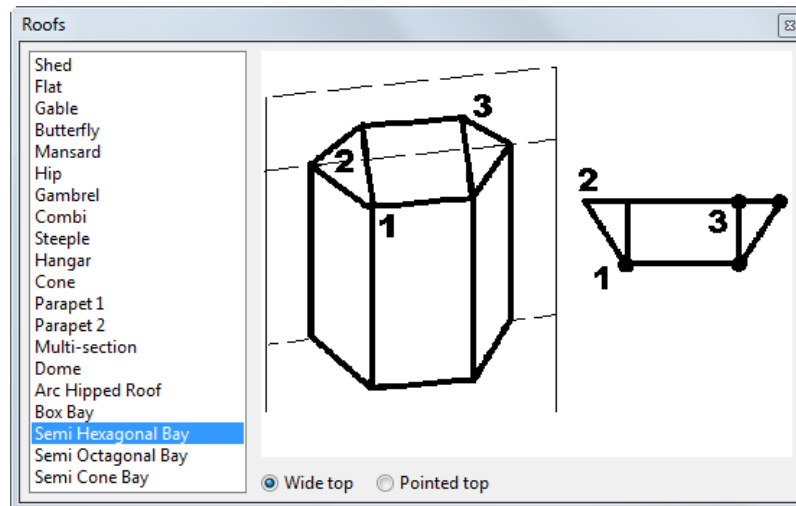 Roofs
Shed
Flat
Gable
Butterfly
Mansard
Hip
Gambrel
Combi
Steeple
Hangar
Cone
Parapet 1
Parapet 2
Multi-section
Dome
Arc Hipped Roof
Box Bay
Semi Hexagonal Bay
Semi Octagonal Bay
Semi Cone Bay
3
2
1
2
3
1
Wide top
Pointed top